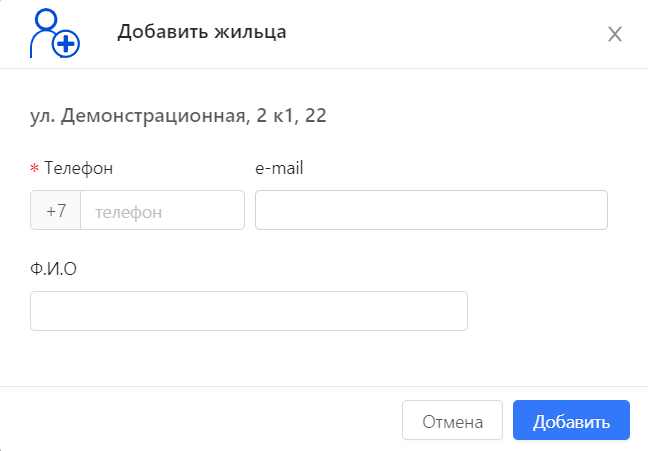 Добавить жильца
ул. Демонстрационная, 2 к1, 22
* Телефон e-mail
+7 телефон
Ф.И.О
Отмена Добавить